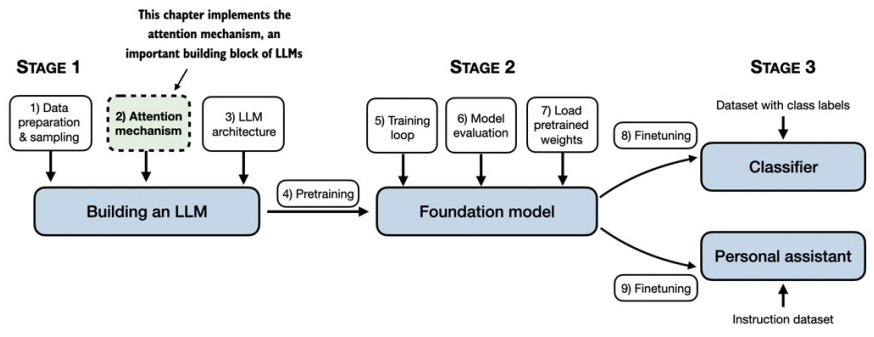 This chapter implements the
attention mechanism, an
important building block of LLMs
STAGE 1
STAGE 2
STAGE 3
1) Data
preparation
& sampling
2) Attention
mechanism
3) LLM
architecture
5) Training
loop
6) Model
evaluation
7) Load
pretrained
weights
8) Finetuning
Dataset with class labels
Classifier
Building an LLM
4) Pretraining
Foundation model
Personal assistant
9) Finetuning
Instruction dataset